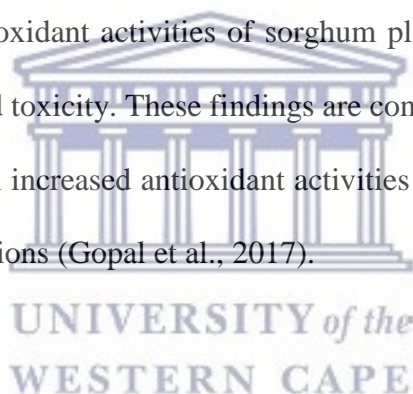 oxidant activities of sorghum pl
d toxicity. These findings are con
increased antioxidant activities
ions (Gopal et al., 2017).
UNIVERSITY of the
WESTERN CAPE